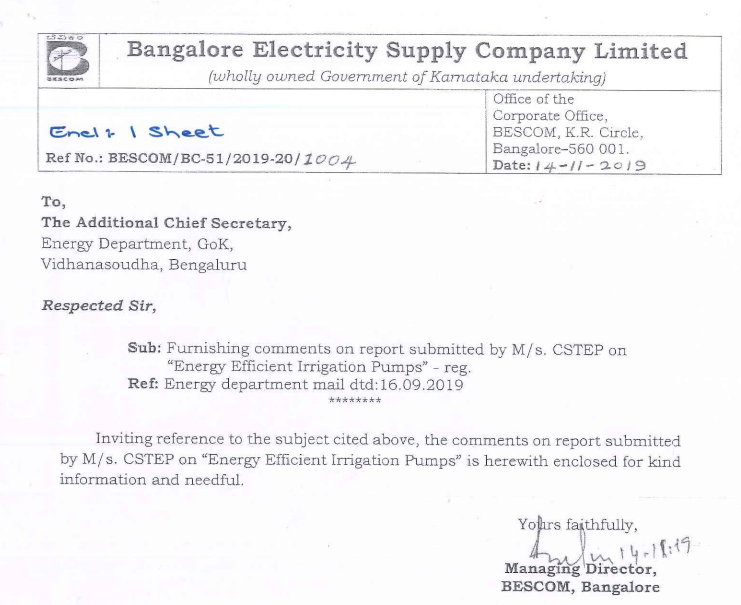 ಬೆವಿಕಂ
BESCOM
Bangalore Electricity Supply Company Limited
(wholly owned Government of Karnataka undertaking)
Encl: 1 Sheet
Ref No.: BESCOM/BC-51/2019-20/1004
Office of the
Corporate Office,
BESCOM, K.R. Circle,
Bangalore–560 001.
Date: 14-11-2019
To,
The Additional Chief Secretary,
Energy Department, GoK,
Vidhanasoudha, Bengaluru
Respected Sir,
Sub: Furnishing comments on report submitted by M/s. CSTEP on
"Energy Efficient Irrigation Pumps" - reg.
Ref: Energy department mail dtd:16.09.2019
********
Inviting reference to the subject cited above, the comments on report submitted
by M/s. CSTEP on "Energy Efficient Irrigation Pumps" is herewith enclosed for kind
information and needful.
Yours faithfully,
14-11-19
Managing Director,
BESCOM, Bangalore